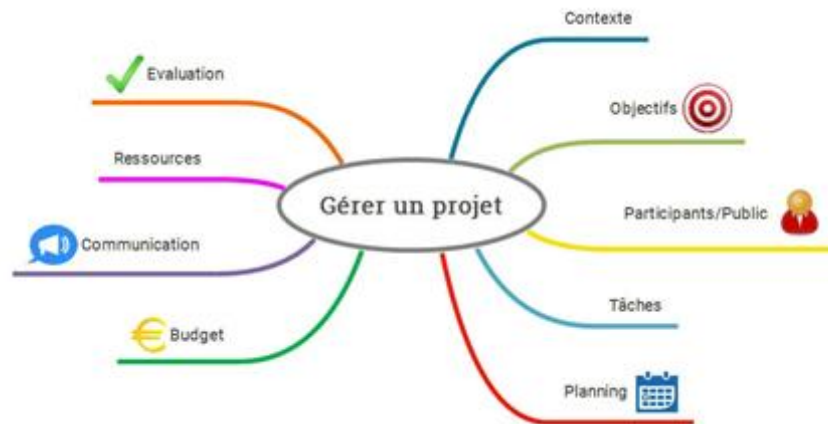 Contexte
Evaluation
Objectifs
Ressources
Gérer un projet
Participants/Public
Communication
Tâches
Budget
Planning